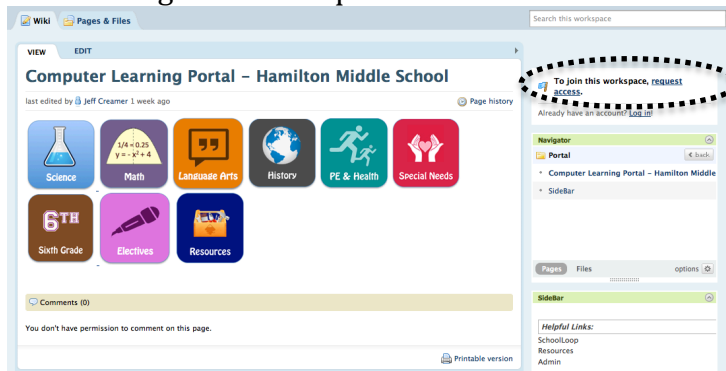 Wiki
Pages & Files
Search this workspace
VIEW
EDIT
Computer Learning Portal – Hamilton Middle School
last edited by Jeff Creamer 1 week ago
Page history
To join this workspace, request
access.
Already have an account? Log in!
1/4 = 0.25
y = - x² + 4
Science
Math
Language Arts
History
PE & Health
Special Needs
6TH
Sixth Grade
Electives
Resources
Navigator
Portal
back
Computer Learning Portal – Hamilton Middle
SideBar
Pages
Files
options
Comments (0)
You don't have permission to comment on this page.
Printable version
SideBar
Helpful Links:
SchoolLoop
Resources
Admin